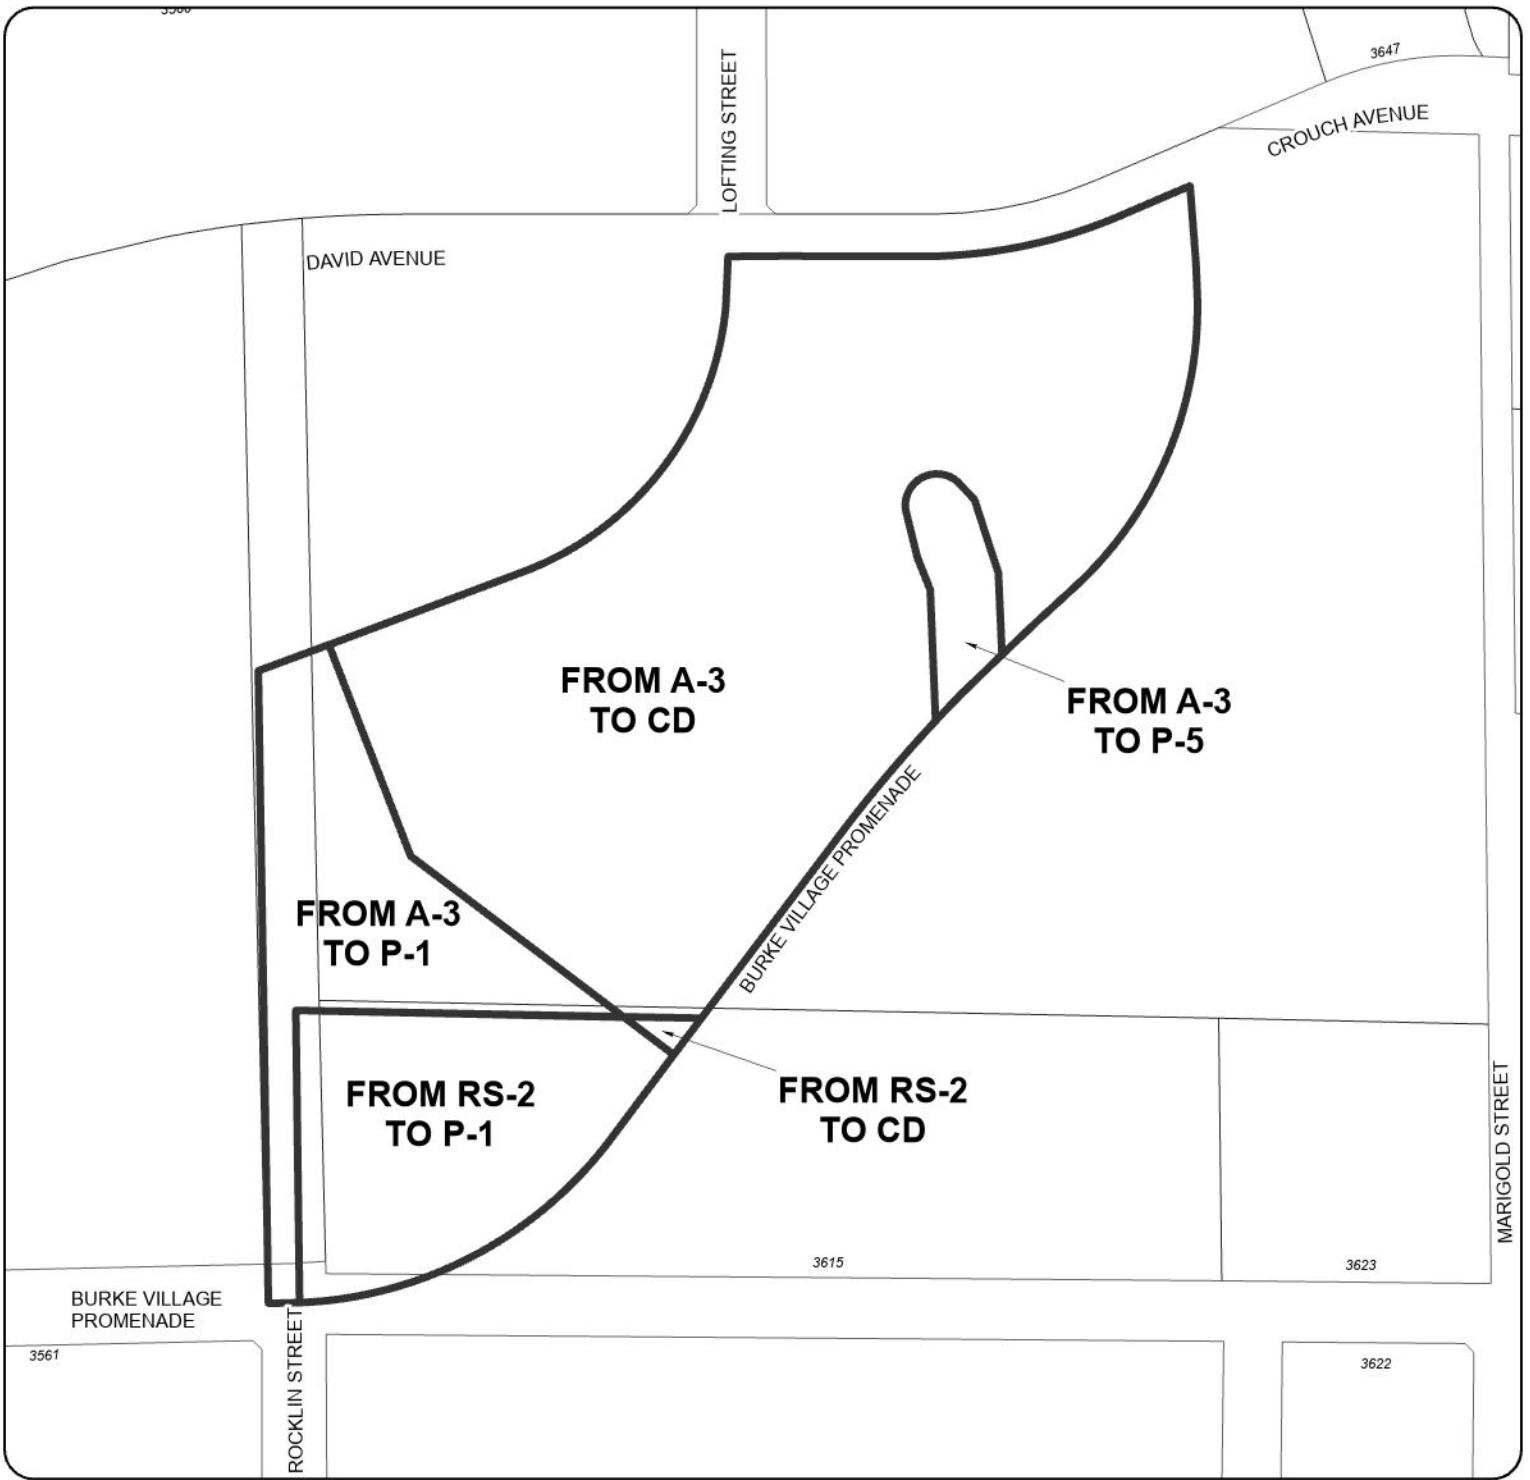 3647
LOFTING STREET
CROUCH AVENUE
DAVID AVENUE
FROM A-3
TO CD
FROM A-3
TO P-5
BURKE VILLAGE PROMENADE
FROM A-3
TO P-1
FROM RS-2
TO P-1
FROM RS-2
TO CD
MARIGOLD STREET
3615
3623
BURKE VILLAGE
PROMENADE
ROCKLIN STREET
3561
3622